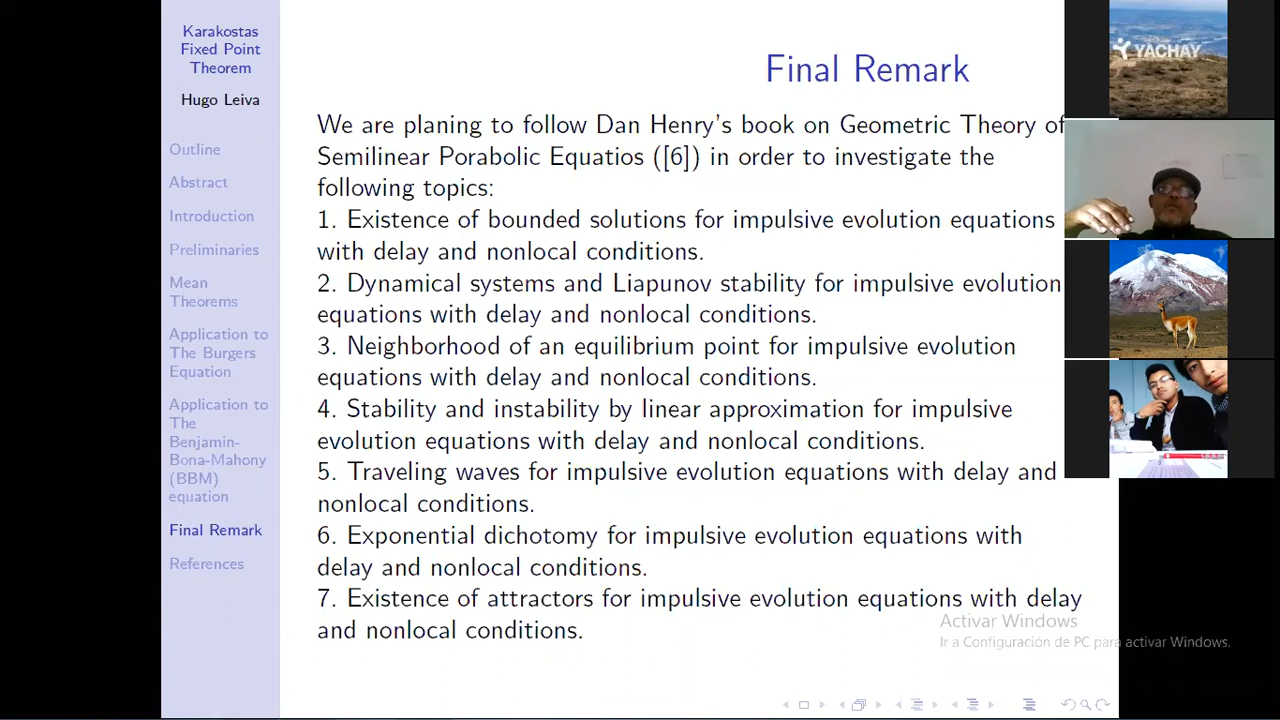 Karakostas
Fixed Point
Theorem
Hugo Leiva
Outline
Abstract
Introduction
Preliminaries
Mean
Theorems
Application to
The Burgers
Equation
Application to
The
Benjamin-
Bona-Mahony
(BBM)
equation
Final Remark
References
Final Remark
We are planing to follow Dan Henry's book on Geometric Theory of
Semilinear Porabolic Equatios ([6]) in order to investigate the
following topics:
1. Existence of bounded solutions for impulsive evolution equations
with delay and nonlocal conditions.
2. Dynamical systems and Liapunov stability for impulsive evolution
equations with delay and nonlocal conditions.
3. Neighborhood of an equilibrium point for impulsive evolution
equations with delay and nonlocal conditions.
4. Stability and instability by linear approximation for impulsive
evolution equations with delay and nonlocal conditions.
5. Traveling waves for impulsive evolution equations with delay and
nonlocal conditions.
6. Exponential dichotomy for impulsive evolution equations with
delay and nonlocal conditions.
7. Existence of attractors for impulsive evolution equations with delay
and nonlocal conditions.
YACHAY
Activar Windows
Ir a Configuración de PC para activar Windows.